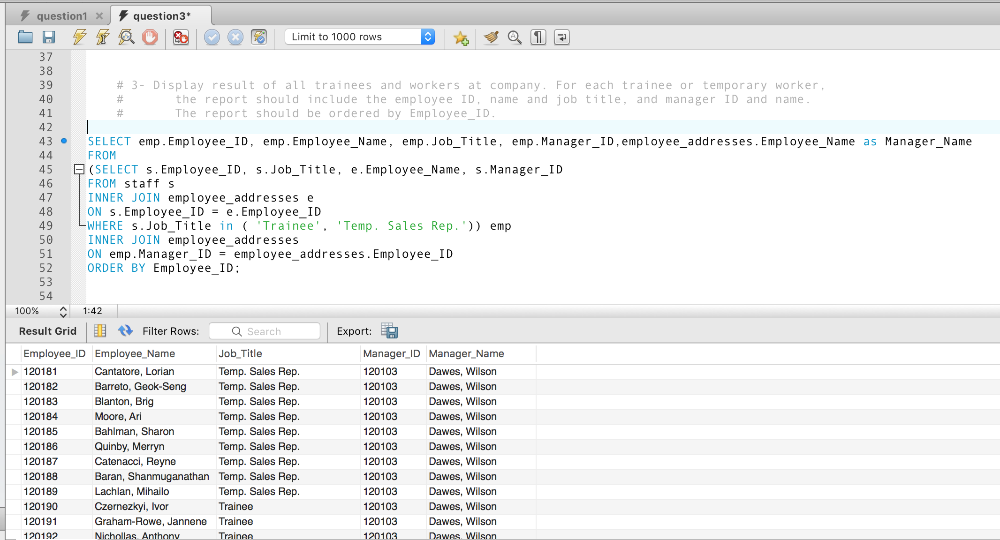 question1
question3*
Limit to 1000 rows
37
38
39 # 3- Display result of all trainees and workers at company. For each trainee or temporary worker,
40 # the report should include the employee ID, name and job title, and manager ID and name.
41 # The report should be ordered by Employee_ID.
42
43 SELECT emp.Employee_ID, emp.Employee_Name, emp.Job_Title, emp.Manager_ID,employee_addresses.Employee_Name as Manager_Name
44 FROM
45 (SELECT s.Employee_ID, s.Job_Title, e.Employee_Name, s.Manager_ID
46 FROM staff s
47 INNER JOIN employee_addresses e
48 ON s.Employee_ID = e.Employee_ID
49 WHERE s.Job_Title in ( 'Trainee', 'Temp. Sales Rep.')) emp
50 INNER JOIN employee_addresses
51 ON emp.Manager_ID = employee_addresses.Employee_ID
52 ORDER BY Employee_ID;
53
54
100% 1:42
Result Grid Filter Rows: Search Export:
Employee_ID Employee_Name Job_Title Manager_ID Manager_Name
120181 Cantatore, Lorian Temp. Sales Rep. 120103 Dawes, Wilson
120182 Barreto, Geok-Seng Temp. Sales Rep. 120103 Dawes, Wilson
120183 Blanton, Brig Temp. Sales Rep. 120103 Dawes, Wilson
120184 Moore, Ari Temp. Sales Rep. 120103 Dawes, Wilson
120185 Bahlman, Sharon Temp. Sales Rep. 120103 Dawes, Wilson
120186 Quinby, Merryn Temp. Sales Rep. 120103 Dawes, Wilson
120187 Catenacci, Reyne Temp. Sales Rep. 120103 Dawes, Wilson
120188 Baran, Shanmuganathan Temp. Sales Rep. 120103 Dawes, Wilson
120189 Lachlan, Mihailo Temp. Sales Rep. 120103 Dawes, Wilson
120190 Czernezkyi, Ivor Trainee 120103 Dawes, Wilson
120191 Graham-Rowe, Jannene Trainee 120103 Dawes, Wilson
120192 Nichollas, Anthony Trainee 120103 Dawes, Wilson